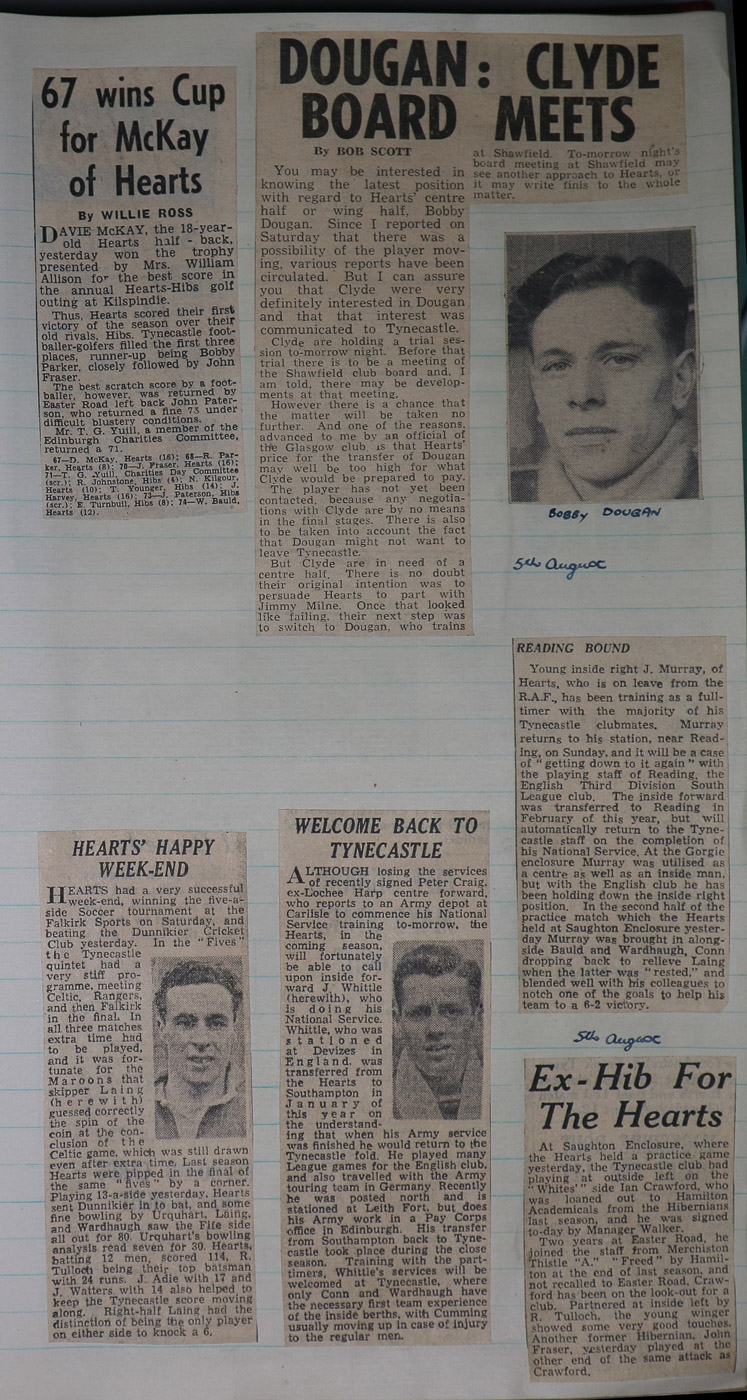 67 wins Cup
for McKay
of Hearts
By WILLIE ROSS
DAVIE McKAY, the 18-year-
old Hearts half - back,
yesterday won the trophy
presented by Mrs. William
Allison for the best score in
the annual Hearts-Hibs golf
outing at Kilspindie.
Thus, Hearts scored their first
victory of the season over their
old rivals, Hibs. Tynecastle foot-
baller-golfers filled the first three
places, runner-up being Bobby
Parker, closely followed by John
Fraser.
The best scratch score by a foot-
baller, however, was returned by
Easter Road left back John Pater-
son, who returned a fine 73 under
difficult blustery conditions.
Mr. T. G. Yuill, a member of the
Edinburgh Charities Committee,
returned a 71.
67—D. McKay, Hearts (16); 68—R. Par-
ker, Hearts (8); 70—J. Fraser, Hearts (16);
71—T. G. Yuill, Charities Day Committee
(scr.); R. Johnstone, Hibs (4); N. Kilgour,
Hearts (10); T. Younger, Hibs (14); J.
Harvey, Hearts (16); 73—J. Paterson, Hibs
(scr.); E. Turnbull, Hibs (8); 74—W. Bauld,
Hearts (12).
DOUGAN: CLYDE
BOARD MEETS
By BOB SCOTT
You may be interested in
knowing the latest position
with regard to Hearts' centre
half or wing half, Bobby
Dougan. Since I reported on
Saturday that there was a
possibility of the player mov-
ing, various reports have been
circulated. But I can assure
you that Clyde were very
definitely interested in Dougan
and that that interest was
communicated to Tynecastle.
Clyde are holding a trial ses-
sion to-morrow night. Before that
trial there is to be a meeting of
the Shawfield club board and, I
am told, there may be develop-
ments at that meeting.
However there is a chance that
the matter will be taken no
further. And one of the reasons,
advanced to me by an official of
the Glasgow club is that Hearts'
price for the transfer of Dougan
may well be too high for what
Clyde would be prepared to pay.
The player has not yet been
contacted, because any negotia-
tions with Clyde are by no means
in the final stages. There is also
to be taken into account the fact
that Dougan might not want to
leave Tynecastle.
But Clyde are in need of a
centre half. There is no doubt
their original intention was to
persuade Hearts to part with
Jimmy Milne. Once that looked
like failing, their next step was
to switch to Dougan, who trains
at Shawfield. To-morrow night's
board meeting at Shawfield may
see another approach to Hearts, or
it may write finis to the whole
matter.
BOBBY DOUGAN
5th August
READING BOUND
Young inside right J. Murray, of
Hearts, who is on leave from the
R.A.F., has been training as a full-
timer with the majority of his
Tynecastle clubmates. Murray
returns to his station, near Read-
ing, on Sunday, and it will be a case
of "getting down to it again" with
the playing staff of Reading, the
English Third Division South
League club. The inside forward
was transferred to Reading in
February of this year, but will
automatically return to the Tyne-
castle staff on the completion of
his National Service. At the Gorgie
enclosure Murray was utilised as
a centre as well as an inside man,
but with the English club he has
been holding down the inside right
position. In the second half of the
practice match which the Hearts
held at Saughton Enclosure yester-
day Murray was brought in along-
side Bauld and Wardhaugh, Conn
dropping back to relieve Laing
when the latter was "rested," and
blended well with his colleagues to
notch one of the goals to help his
team to a 6-2 victory.
HEARTS' HAPPY
WEEK-END
HEARTS had a very successful
week-end, winning the five-a-
side Soccer tournament at the
Falkirk Sports on Saturday, and
beating the Dunnikier Cricket
Club yesterday. In the "Fives"
the Tynecastle
quintet had a
very stiff pro-
gramme, meeting
Celtic, Rangers,
and then Falkirk
in the final. In
all three matches
extra time had
to be played,
and it was for-
tunate for the
Maroons that
skipper Laing
(herewith)
guessed correctly
the spin of the
coin at the con-
clusion of the
Celtic game, which was still drawn
even after extra time. Last season
Hearts were pipped in the final of
the same "fives" by a corner.
Playing 13-a-side yesterday, Hearts
sent Dunnikier in to bat, and some
fine bowling by Urquhart, Laing,
and Wardhaugh saw the Fife side
all out for 80. Urquhart's bowling
analysis read seven for 30. Hearts,
batting 12 men, scored 114, R.
Tulloch being their top batsman
with 24 runs. J. Adie with 17 and
J. Watters with 14 also helped to
keep the Tynecastle score moving
along. Right-half Laing had the
distinction of being the only player
on either side to knock a 6.
WELCOME BACK TO
TYNECASTLE
ALTHOUGH losing the services
of recently signed Peter Craig,
ex-Lochee Harp centre forward,
who reports to an Army depot at
Carlisle to commence his National
Service training to-morrow, the
Hearts, in the
coming season,
will fortunately
be able to call
upon inside for-
ward J. Whittle
(herewith), who
is doing his
National Service.
Whittle, who was
stationed at
Devizes in
England, was
transferred from
the Hearts to
Southampton in
January of
this year on
the understand-
ing that when his Army service
was finished he would return to the
Tynecastle fold. He played many
League games for the English club,
and also travelled with the Army
touring team in Germany. Recently
he was posted north and is
stationed at Leith Fort, but does
his Army work in a Pay Corps
office in Edinburgh. His transfer
from Southampton back to Tyne-
castle took place during the close
season. Training with the part-
timers, Whittle's services will be
welcomed at Tynecastle, where
only Conn and Wardhaugh have
the necessary first team experience
of the inside berths, with Cumming
usually moving up in case of injury
to the regular men.
5th August
Ex-Hib For
The Hearts
At Saughton Enclosure, where
the Hearts held a practice game
yesterday, the Tynecastle club had
playing at outside left on the
"Whites'" side Ian Crawford, who
was loaned out to Hamilton
Academicals from the Hibernians
last season, and he was signed
to-day by Manager Walker.
Two years at Easter Road, he
joined the staff from Merchiston
Thistle "A." "Freed" by Hamil-
ton at the end of last season, and
not recalled to Easter Road, Craw-
ford has been on the look-out for a
club. Partnered at inside left by
R. Tulloch, the young winger
showed some very good touches.
Another former Hibernian, John
Fraser, yesterday played at the
other end of the same attack as
Crawford.